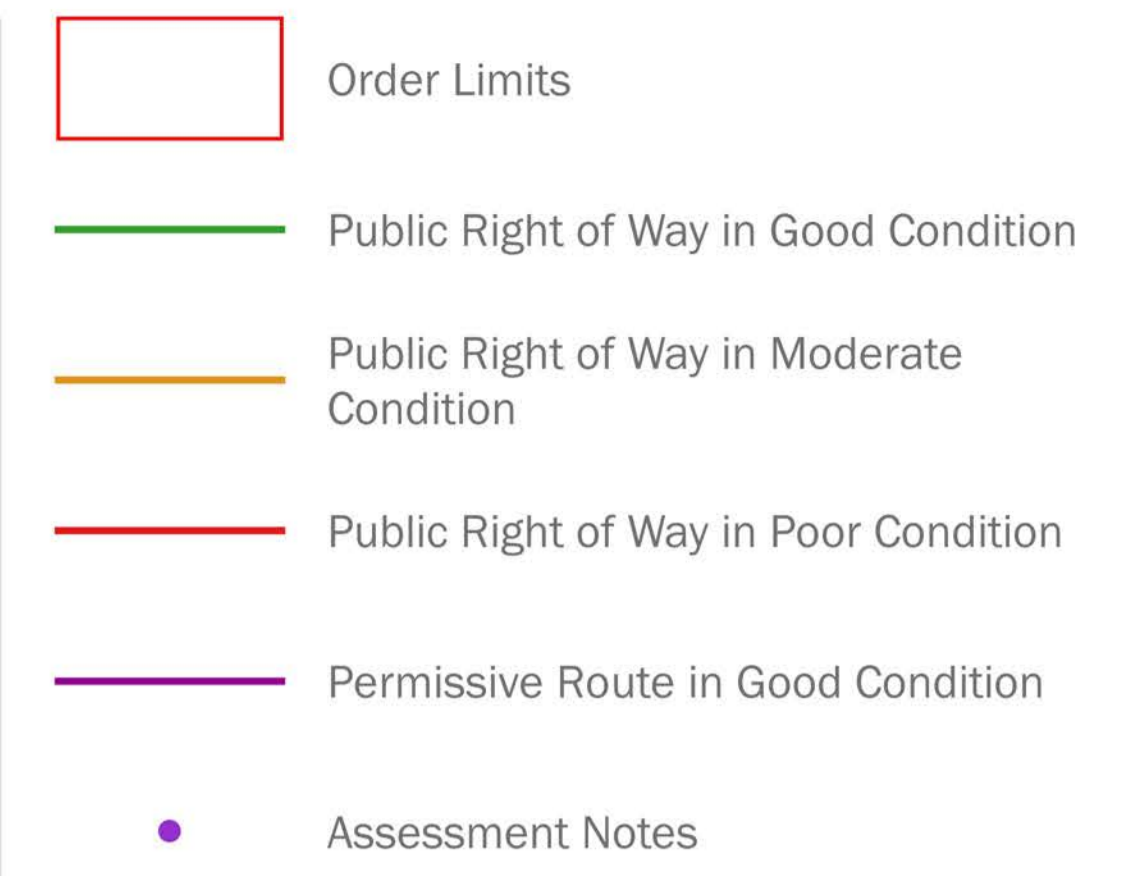 Order Limits
Public Right of Way in Good Condition
Public Right of Way in Moderate
Condition
Public Right of Way in Poor Condition
Permissive Route in Good Condition
Assessment Notes